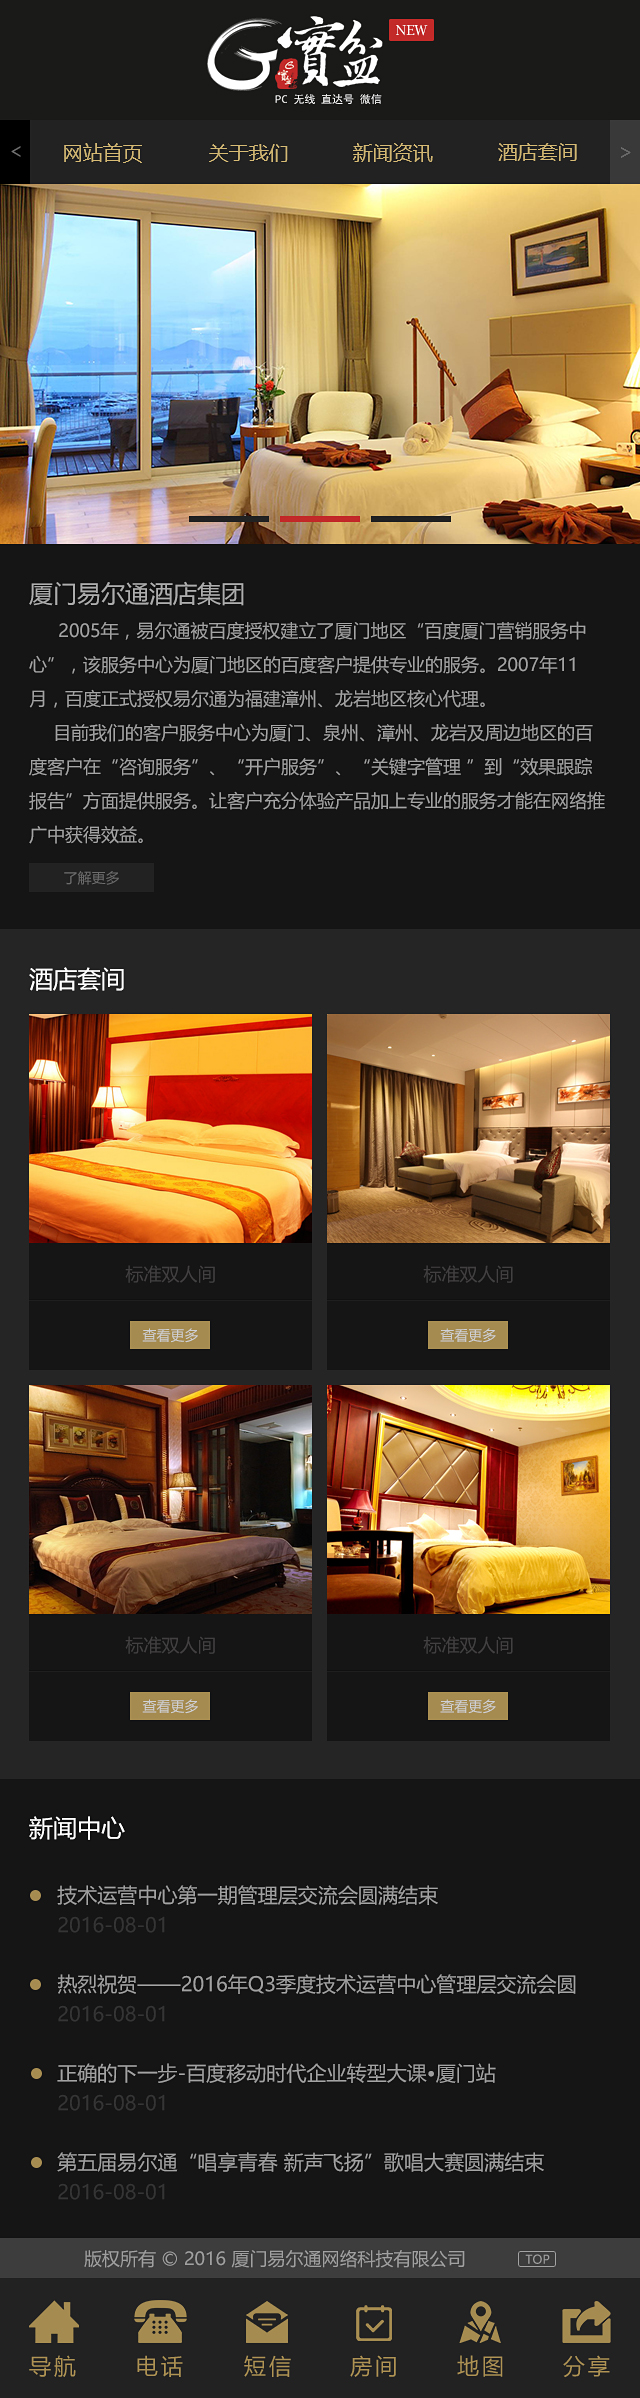 G 寶盆 NEW
PC 无线 直达号 微信
< 网站首页 关于我们 新闻资讯 酒店套间 >
厦门易尔通酒店集团
2005年，易尔通被百度授权建立了厦门地区“百度厦门营销服务中
心”，该服务中心为厦门地区的百度客户提供专业的服务。2007年11
月，百度正式授权易尔通为福建漳州、龙岩地区核心代理。
目前我们的客户服务中心为厦门、泉州、漳州、龙岩及周边地区的百
度客户在“咨询服务”、“开户服务”、“关键字管理 ”到“效果跟踪
报告”方面提供服务。让客户充分体验产品加上专业的服务才能在网络推
广中获得效益。
了解更多
酒店套间
标准双人间 标准双人间
查看更多 查看更多
标准双人间 标准双人间
查看更多 查看更多
新闻中心
技术运营中心第一期管理层交流会圆满结束
2016-08-01
热烈祝贺——2016年Q3季度技术运营中心管理层交流会圆
2016-08-01
正确的下一步-百度移动时代企业转型大课•厦门站
2016-08-01
第五届易尔通“唱享青春 新声飞扬”歌唱大赛圆满结束
2016-08-01
版权所有 © 2016 厦门易尔通网络科技有限公司 TOP
导航 电话 短信 房间 地图 分享